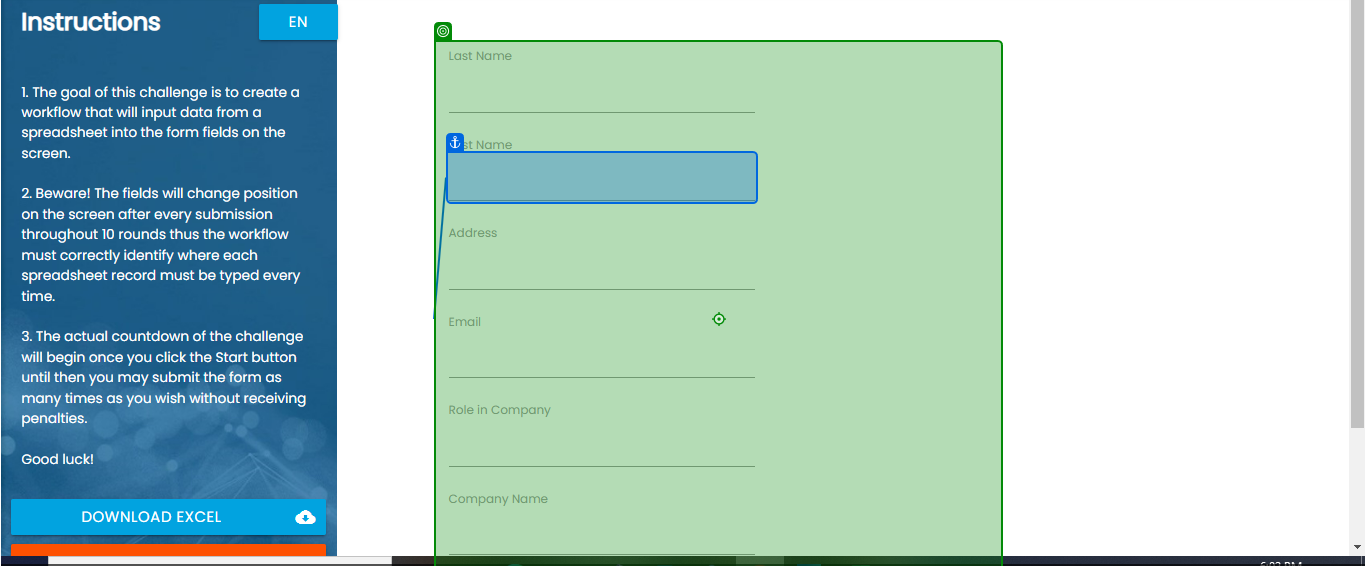 Instructions
EN
1. The goal of this challenge is to create a
workflow that will input data from a
spreadsheet into the form fields on the
screen.
2. Beware! The fields will change position
on the screen after every submission
throughout 10 rounds thus the workflow
must correctly identify where each
spreadsheet record must be typed every
time.
3. The actual countdown of the challenge
will begin once you click the Start button
until then you may submit the form as
many times as you wish without receiving
penalties.
Good luck!
DOWNLOAD EXCEL
Last Name
st Name
Address
Email
Role in Company
Company Name